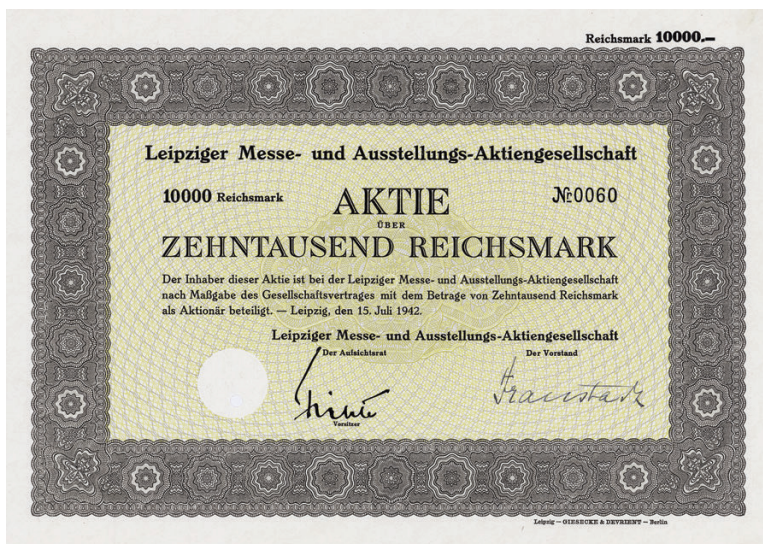 Reichsmark 10000.—
Leipziger Messe- und Ausstellungs-Aktiengesellschaft
10000 Reichsmark AKTIE № 0060
ÜBER
ZEHNTAUSEND REICHSMARK
Der Inhaber dieser Aktie ist bei der Leipziger Messe- und Ausstellungs-Aktiengesellschaft
nach Maßgabe des Gesellschaftsvertrages mit dem Betrage von Zehntausend Reichsmark
als Aktionär beteiligt. — Leipzig, den 15. Juli 1942.
Leipziger Messe- und Ausstellungs-Aktiengesellschaft
Der Aufsichtsrat Der Vorstand
Vorsitzer
Leipzig — GIESECKE & DEVRIENT — Berlin